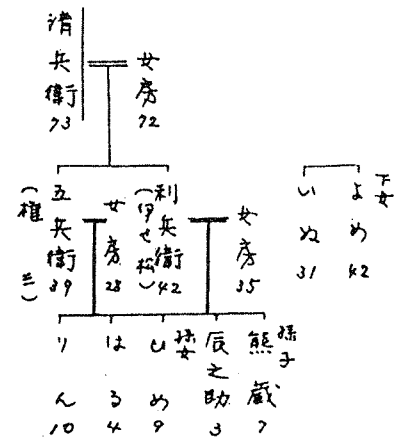 下女
よめ 42
いぬ 31
女房 72
清兵衛 73
女房 35
利兵衛 42
(伊せ松)
女房 28
五兵衛 39
(権三)
孫子
熊蔵 7
辰之助 3
孫女
ひめ 9
はる 4
りん 10